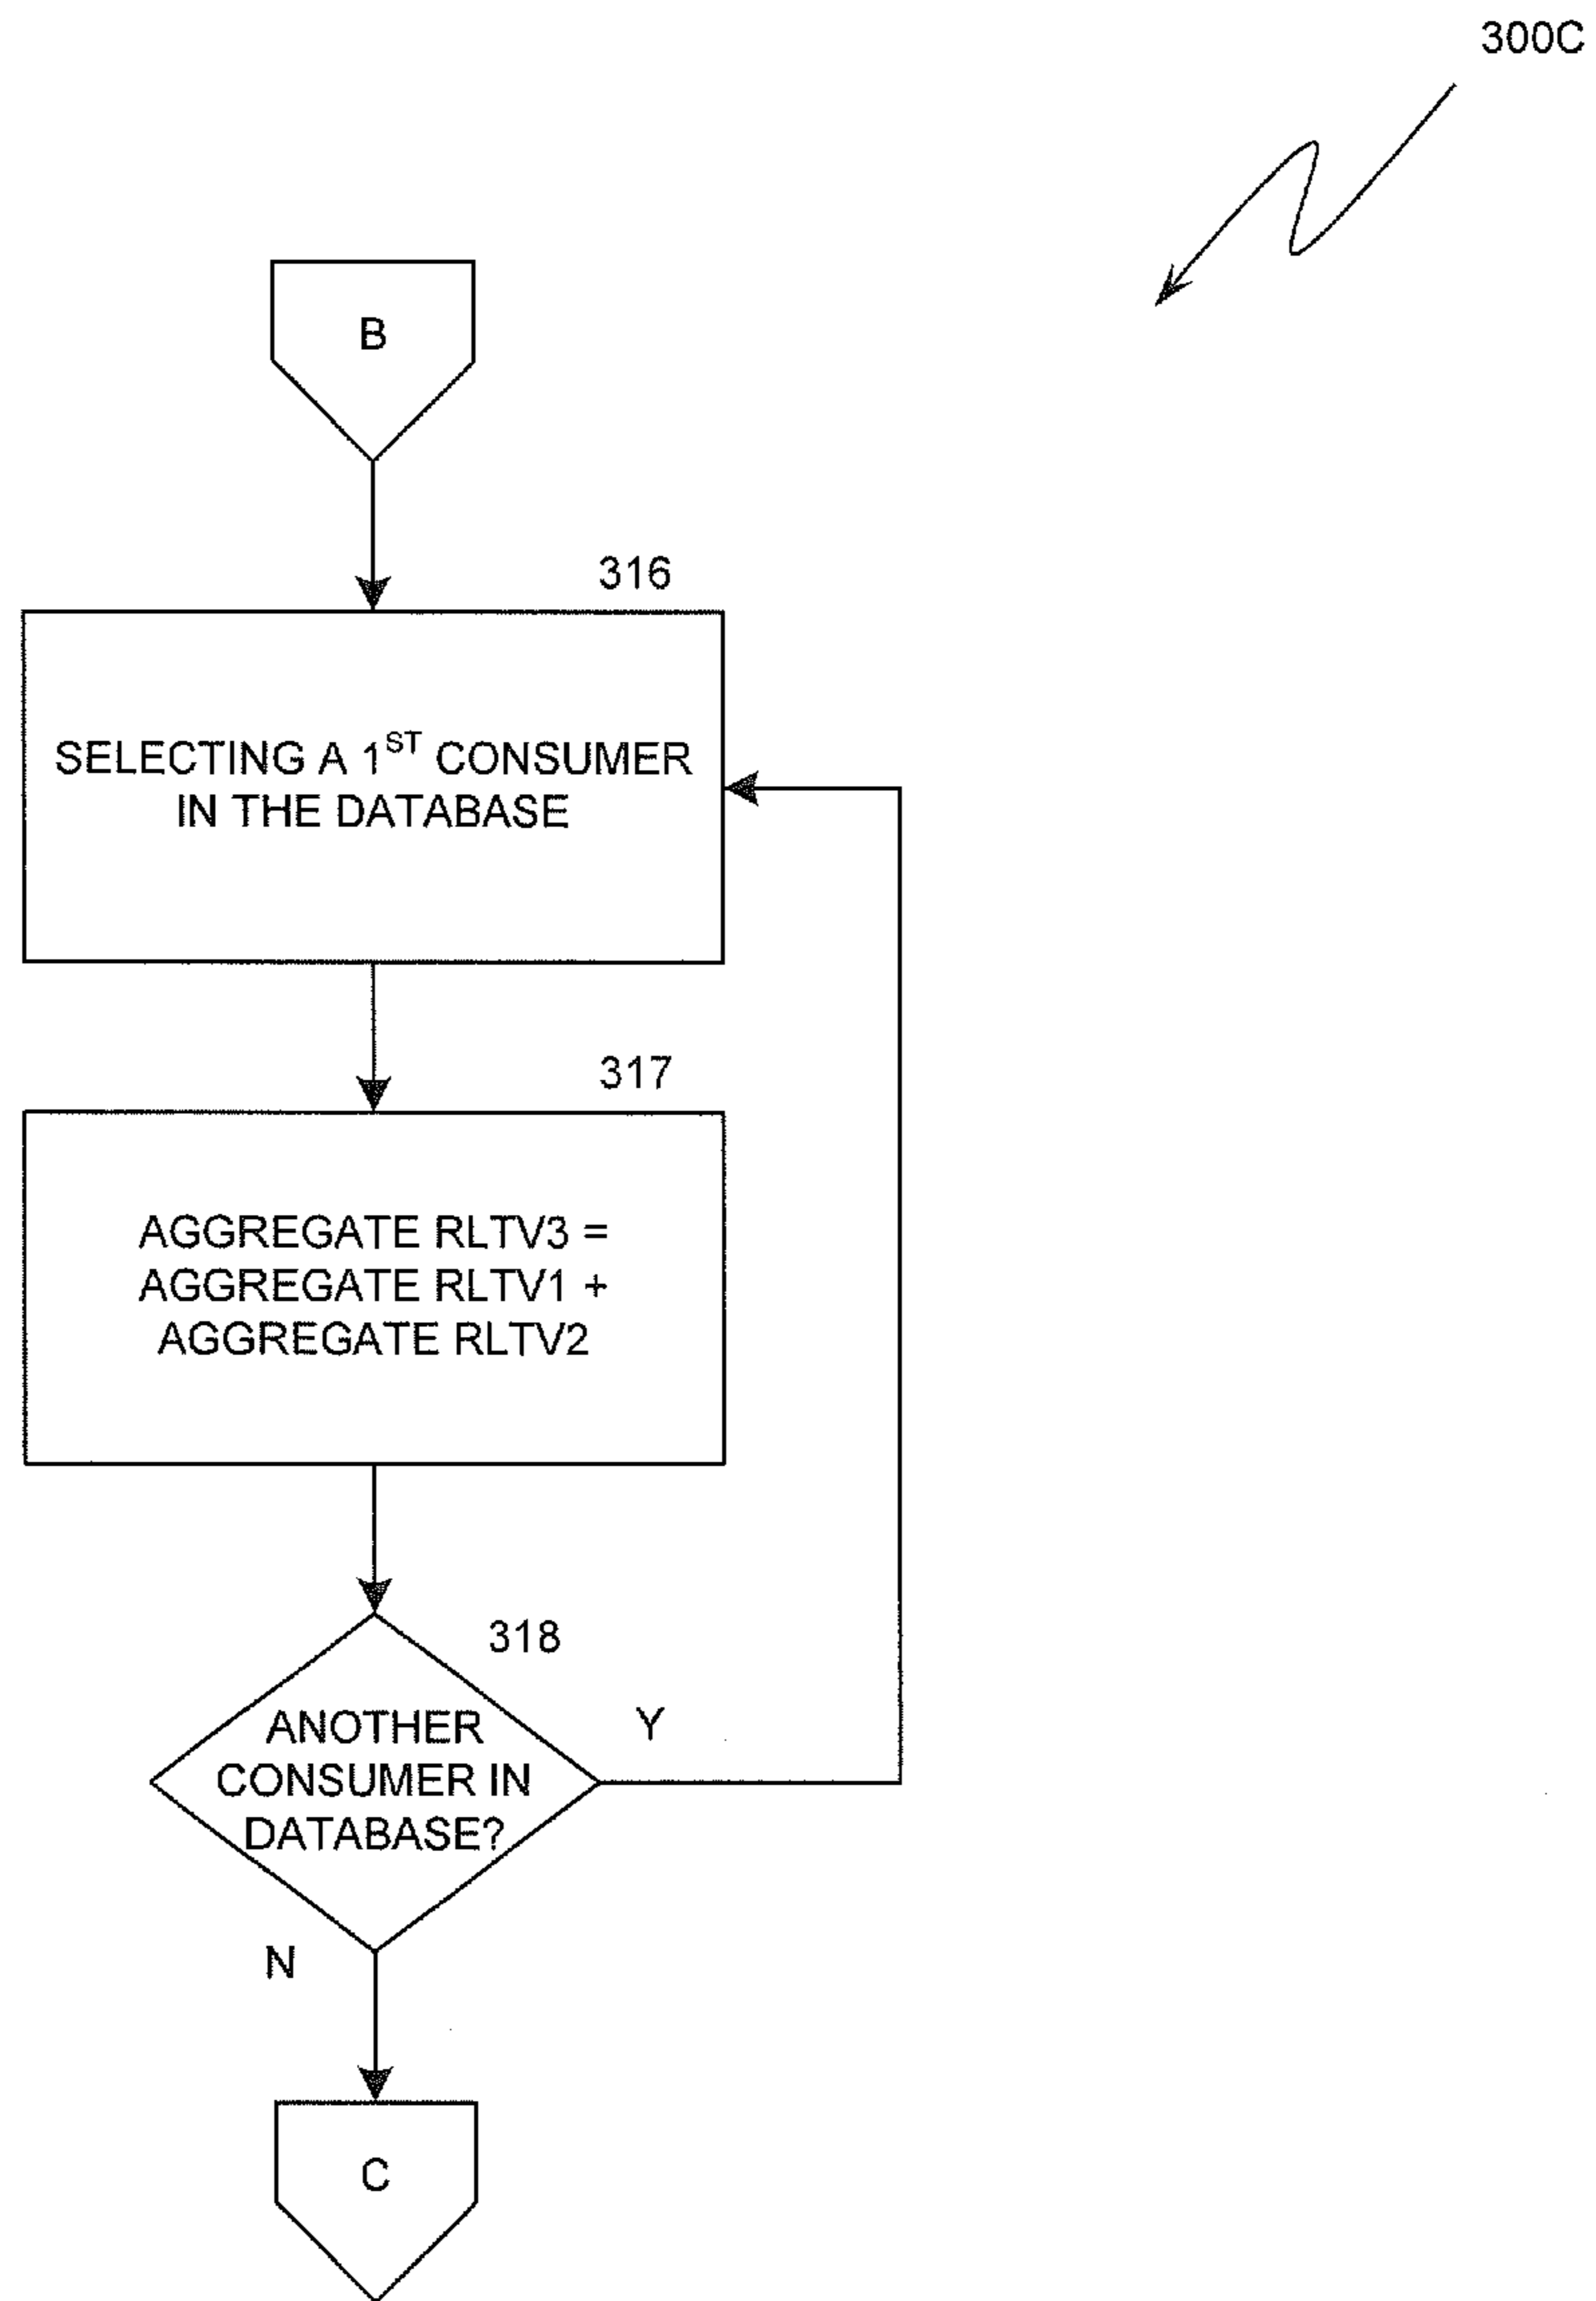 300C
B
316
SELECTING A 1ST CONSUMER
IN THE DATABASE
317
AGGREGATE RLTV3 =
AGGREGATE RLTV1 +
AGGREGATE RLTV2
318
ANOTHER
CONSUMER IN
DATABASE?
Y
N
C